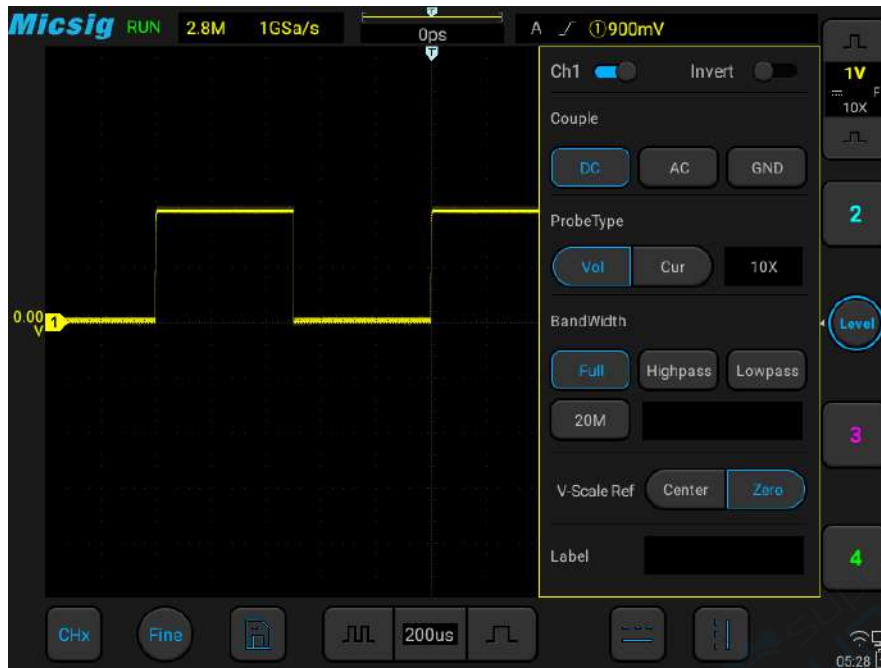 Micsig RUN 2.8M 1GSa/s 0ps A ①900mV
T
T
Ch1 Invert
1V
F
10X
Couple
DC AC GND
2
ProbeType
Vol Cur 10X
0.00 1
V
BandWidth
Level
Full Highpass Lowpass
20M
3
V-Scale Ref Center Zero
Label
4
CHx Fine 200us
05:28